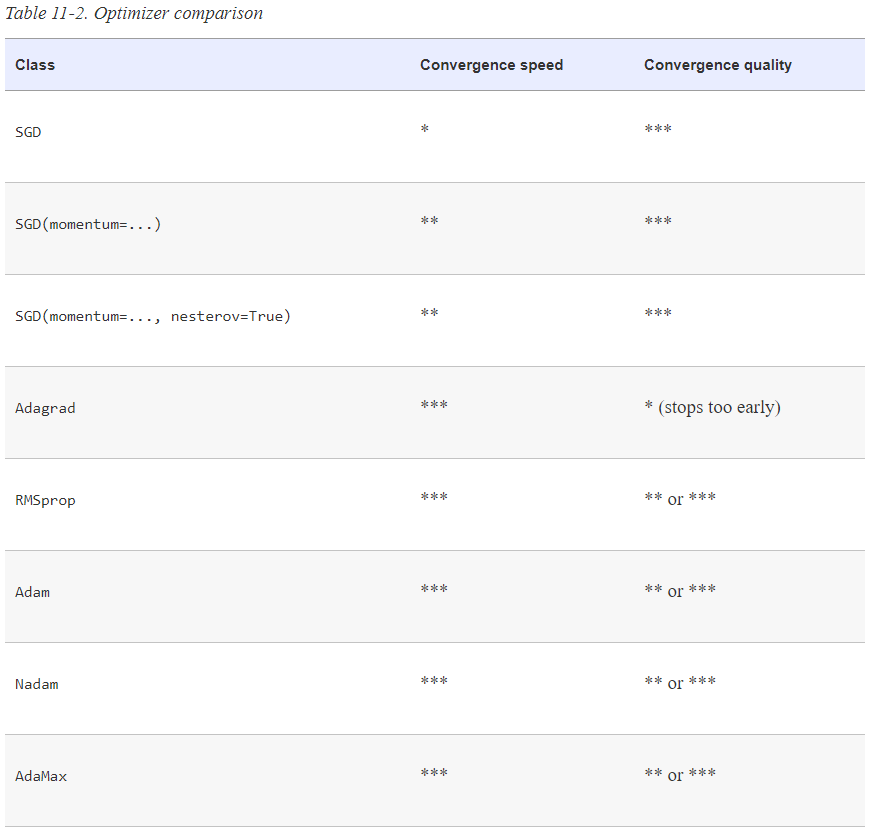 Table 11-2. Optimizer comparison
Class Convergence speed Convergence quality
SGD * ***
SGD(momentum=...) ** ***
SGD(momentum=..., nesterov=True) ** ***
Adagrad *** * (stops too early)
RMSprop *** ** or ***
Adam *** ** or ***
Nadam *** ** or ***
AdaMax *** ** or ***